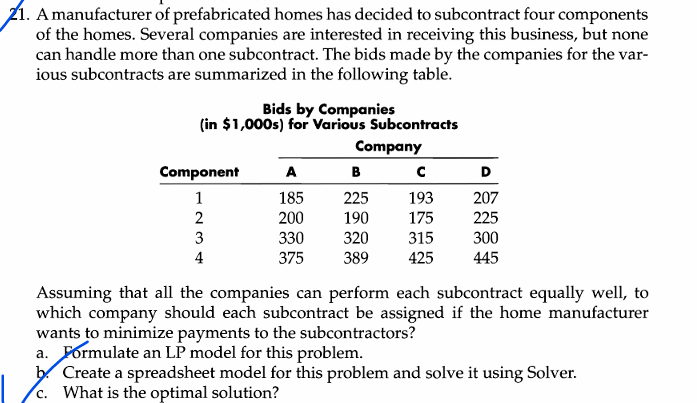 21. A manufacturer of prefabricated homes has decided to subcontract four components
of the homes. Several companies are interested in receiving this business, but none
can handle more than one subcontract. The bids made by the companies for the var-
ious subcontracts are summarized in the following table.
Bids by Companies
(in $1,000s) for Various Subcontracts
Company
Component A B C D
1 185 225 193 207
2 200 190 175 225
3 330 320 315 300
4 375 389 425 445
Assuming that all the companies can perform each subcontract equally well, to
which company should each subcontract be assigned if the home manufacturer
wants to minimize payments to the subcontractors?
a. Formulate an LP model for this problem.
b. Create a spreadsheet model for this problem and solve it using Solver.
c. What is the optimal solution?